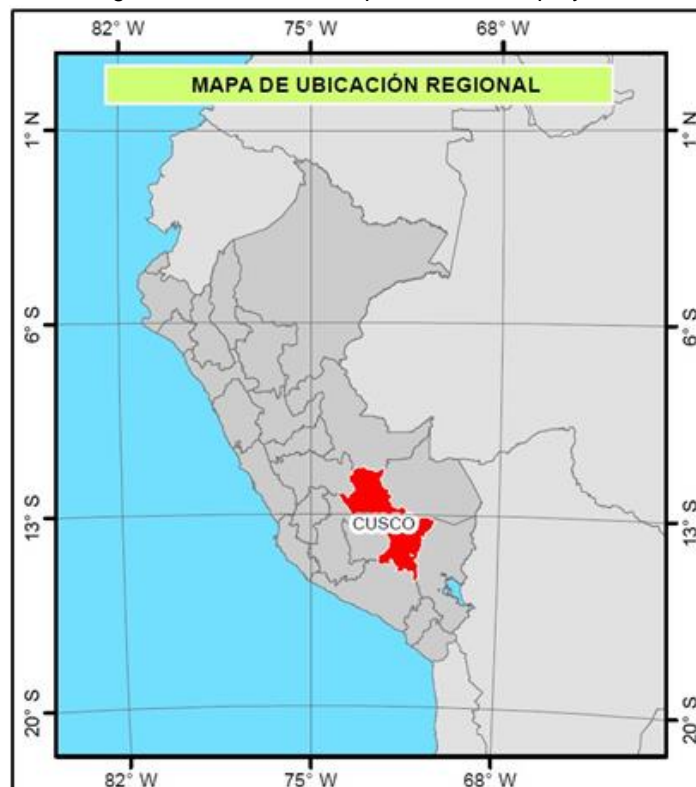 82° W 75° W 68° W
MAPA DE UBICACIÓN REGIONAL
1° N 1° N
6° S 6° S
CUSCO
13° S 13° S
20° S 20° S
82° W 75° W 68° W